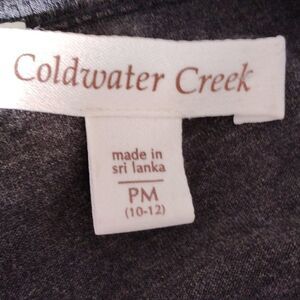 Coldwater Creek
made in
sri lanka
PM
(10-12)